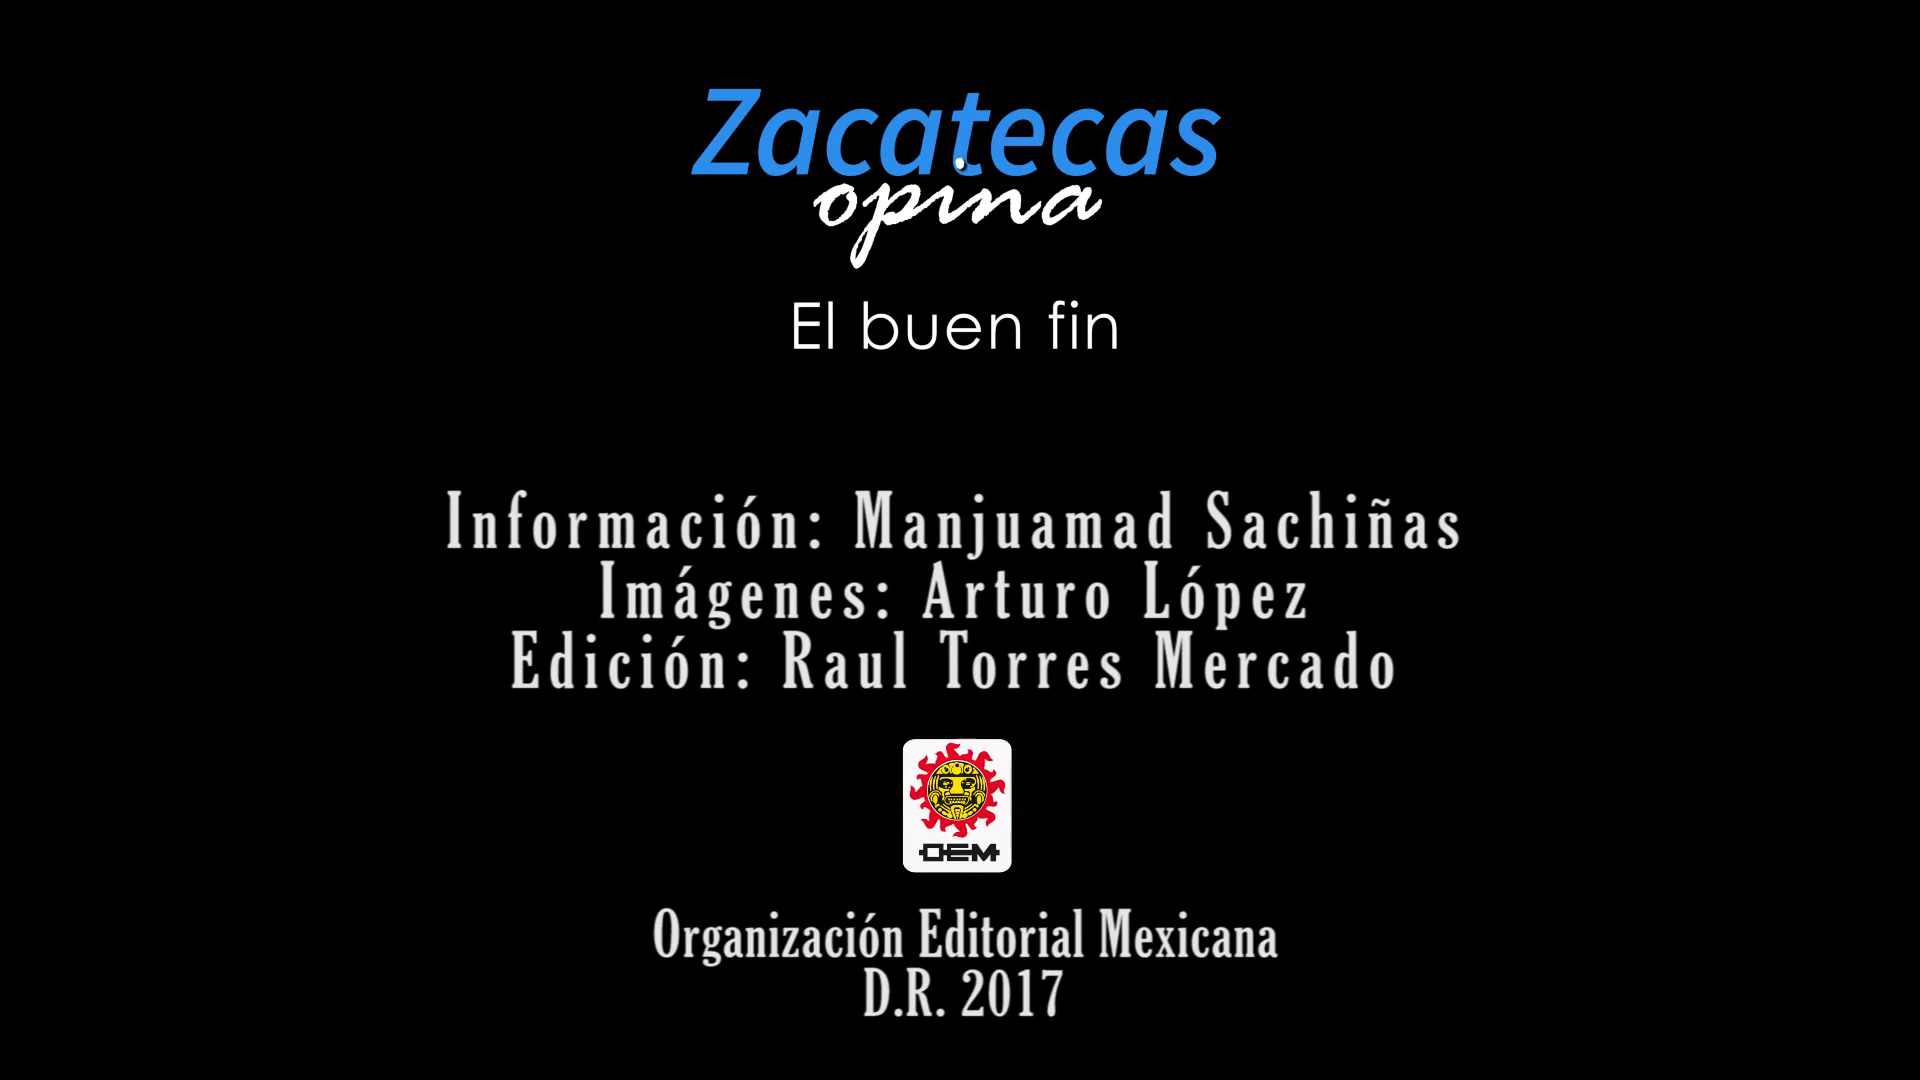 Zacatecas
opina
El buen fin
Información: Manjuamad Sachiñas
Imágenes: Arturo López
Edición: Raul Torres Mercado
OEM
Organización Editorial Mexicana
D.R. 2017